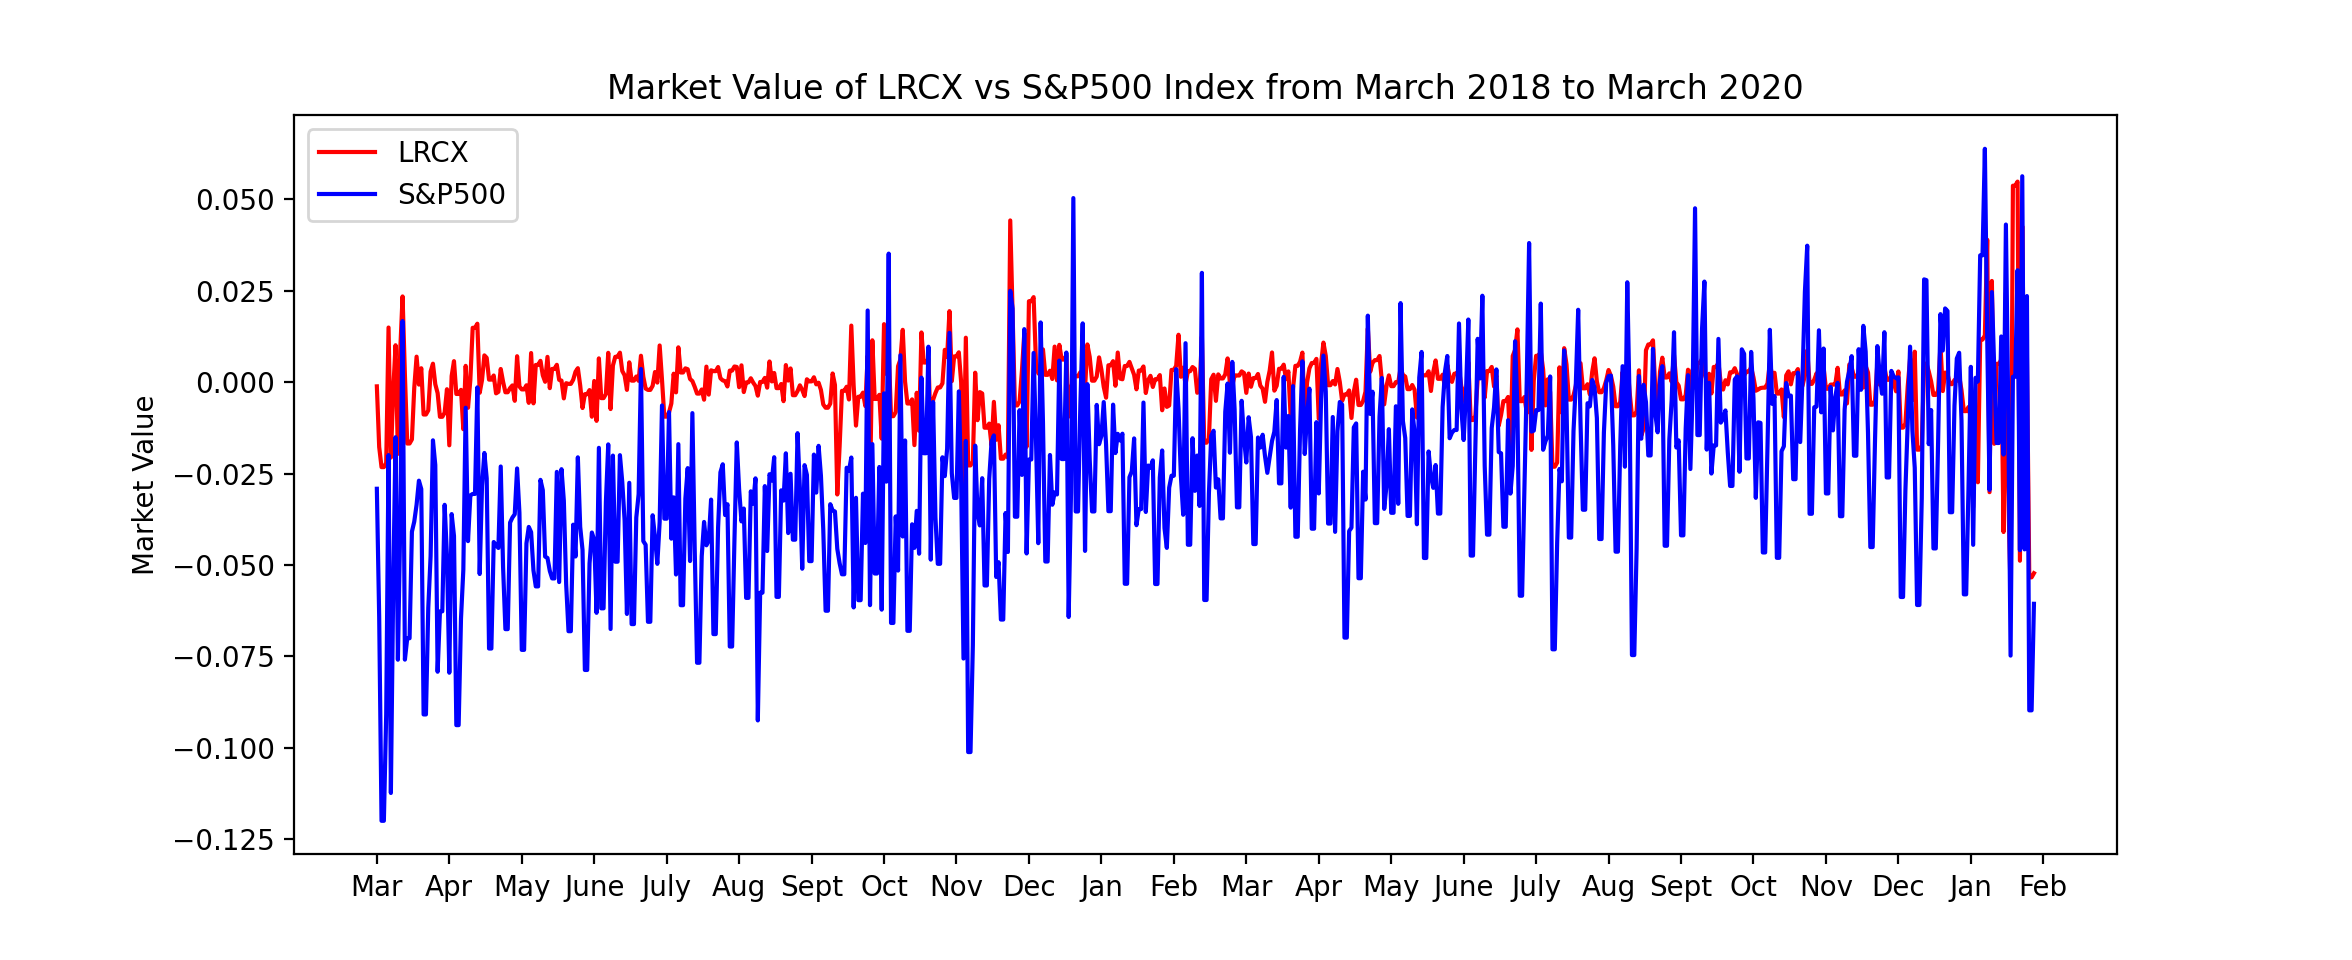 Market Value of LRCX vs S&P500 Index from March 2018 to March 2020
LRCX
S&P500
Market Value
0.050
0.025
0.000
−0.025
−0.050
−0.075
−0.100
−0.125
Mar Apr May June July Aug Sept Oct Nov Dec Jan Feb Mar Apr May June July Aug Sept Oct Nov Dec Jan Feb